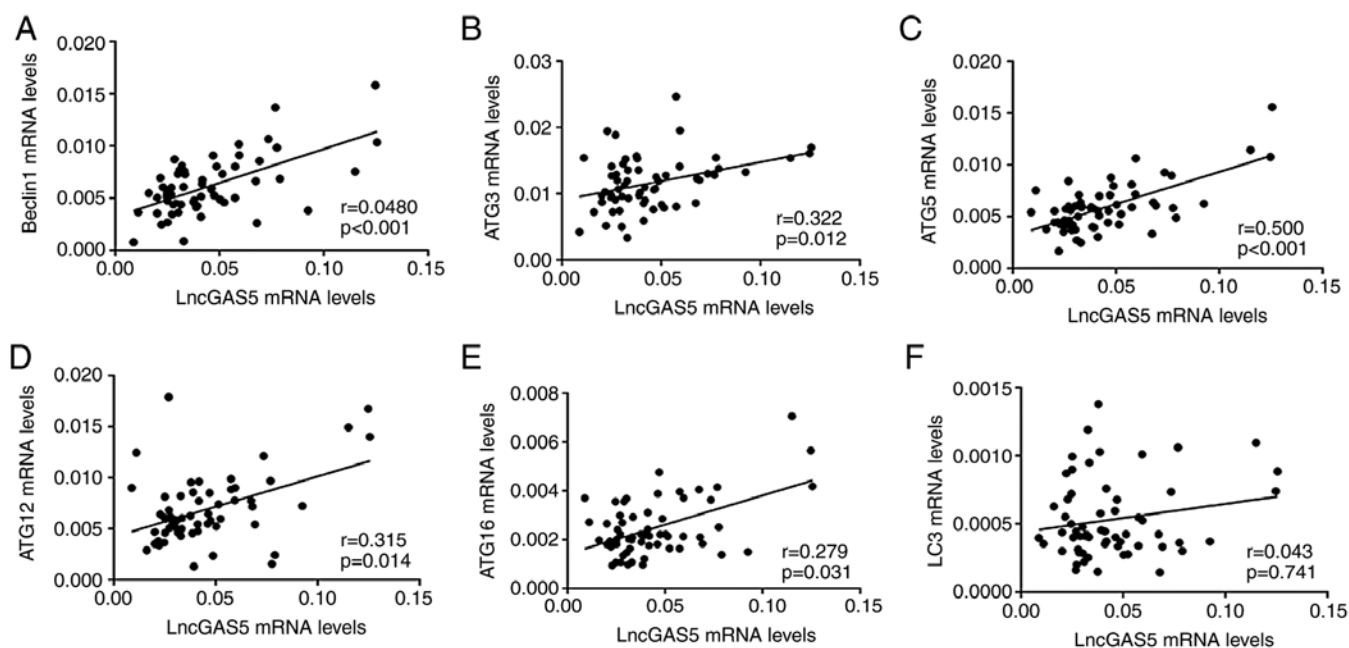 A
Beclin1 mRNA levels
0.020
0.015
0.010
0.005
0.000
r=0.0480
p<0.001
0.00 0.05 0.10 0.15
LncGAS5 mRNA levels
B
ATG3 mRNA levels
0.03
0.02
0.01
0.00
r=0.322
p=0.012
0.00 0.05 0.10 0.15
LncGAS5 mRNA levels
C
ATG5 mRNA levels
0.020
0.015
0.010
0.005
0.000
r=0.500
p<0.001
0.00 0.05 0.10 0.15
LncGAS5 mRNA levels
D
ATG12 mRNA levels
0.020
0.015
0.010
0.005
0.000
r=0.315
p=0.014
0.00 0.05 0.10 0.15
LncGAS5 mRNA levels
E
ATG16 mRNA levels
0.008
0.006
0.004
0.002
0.000
r=0.279
p=0.031
0.00 0.05 0.10 0.15
LncGAS5 mRNA levels
F
LC3 mRNA levels
0.0015
0.0010
0.0005
0.0000
r=0.043
p=0.741
0.00 0.05 0.10 0.15
LncGAS5 mRNA levels